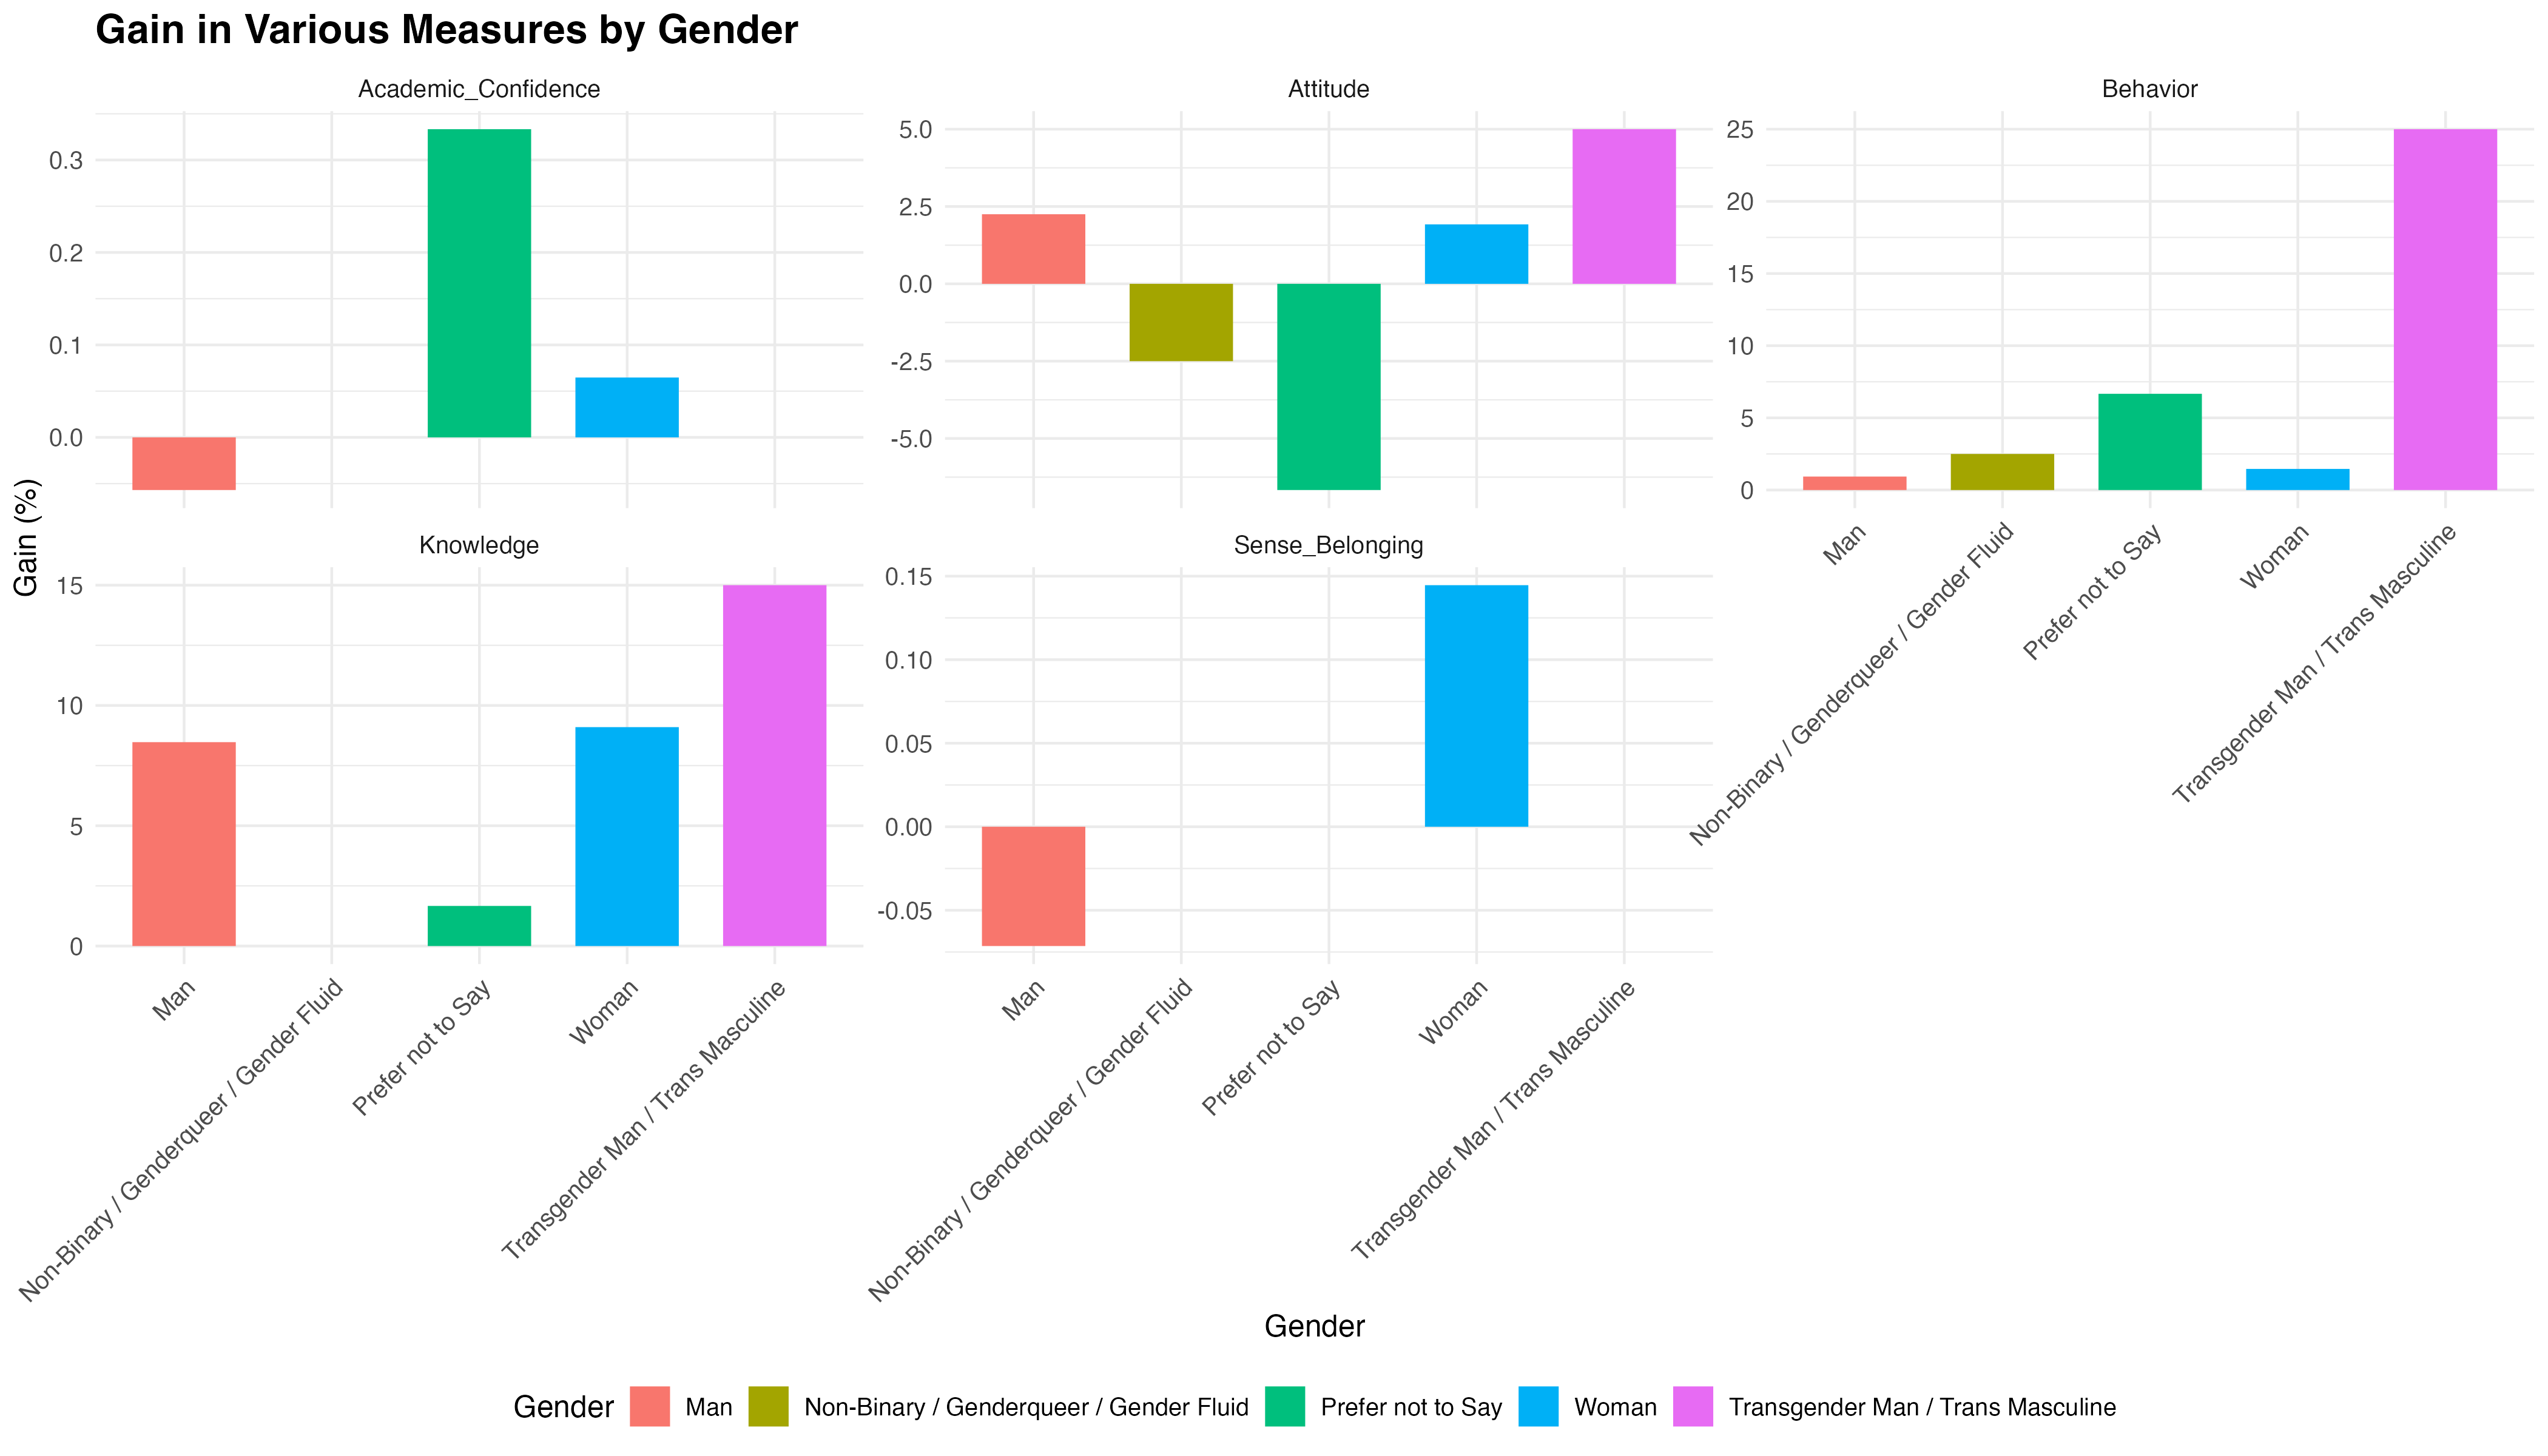 Gain in Various Measures by Gender
Academic_Confidence
Attitude
Behavior
0.3
0.2
0.1
0.0
5.0
2.5
0.0
-2.5
-5.0
25
20
15
10
5
0
Man
Non-Binary / Genderqueer / Gender Fluid
Prefer not to Say
Woman
Transgender Man / Trans Masculine
Gain (%)
Knowledge
Sense_Belonging
15
10
5
0
0.15
0.10
0.05
0.00
-0.05
Man
Non-Binary / Genderqueer / Gender Fluid
Prefer not to Say
Woman
Transgender Man / Trans Masculine
Man
Non-Binary / Genderqueer / Gender Fluid
Prefer not to Say
Woman
Transgender Man / Trans Masculine
Gender
Gender Man Non-Binary / Genderqueer / Gender Fluid Prefer not to Say Woman Transgender Man / Trans Masculine